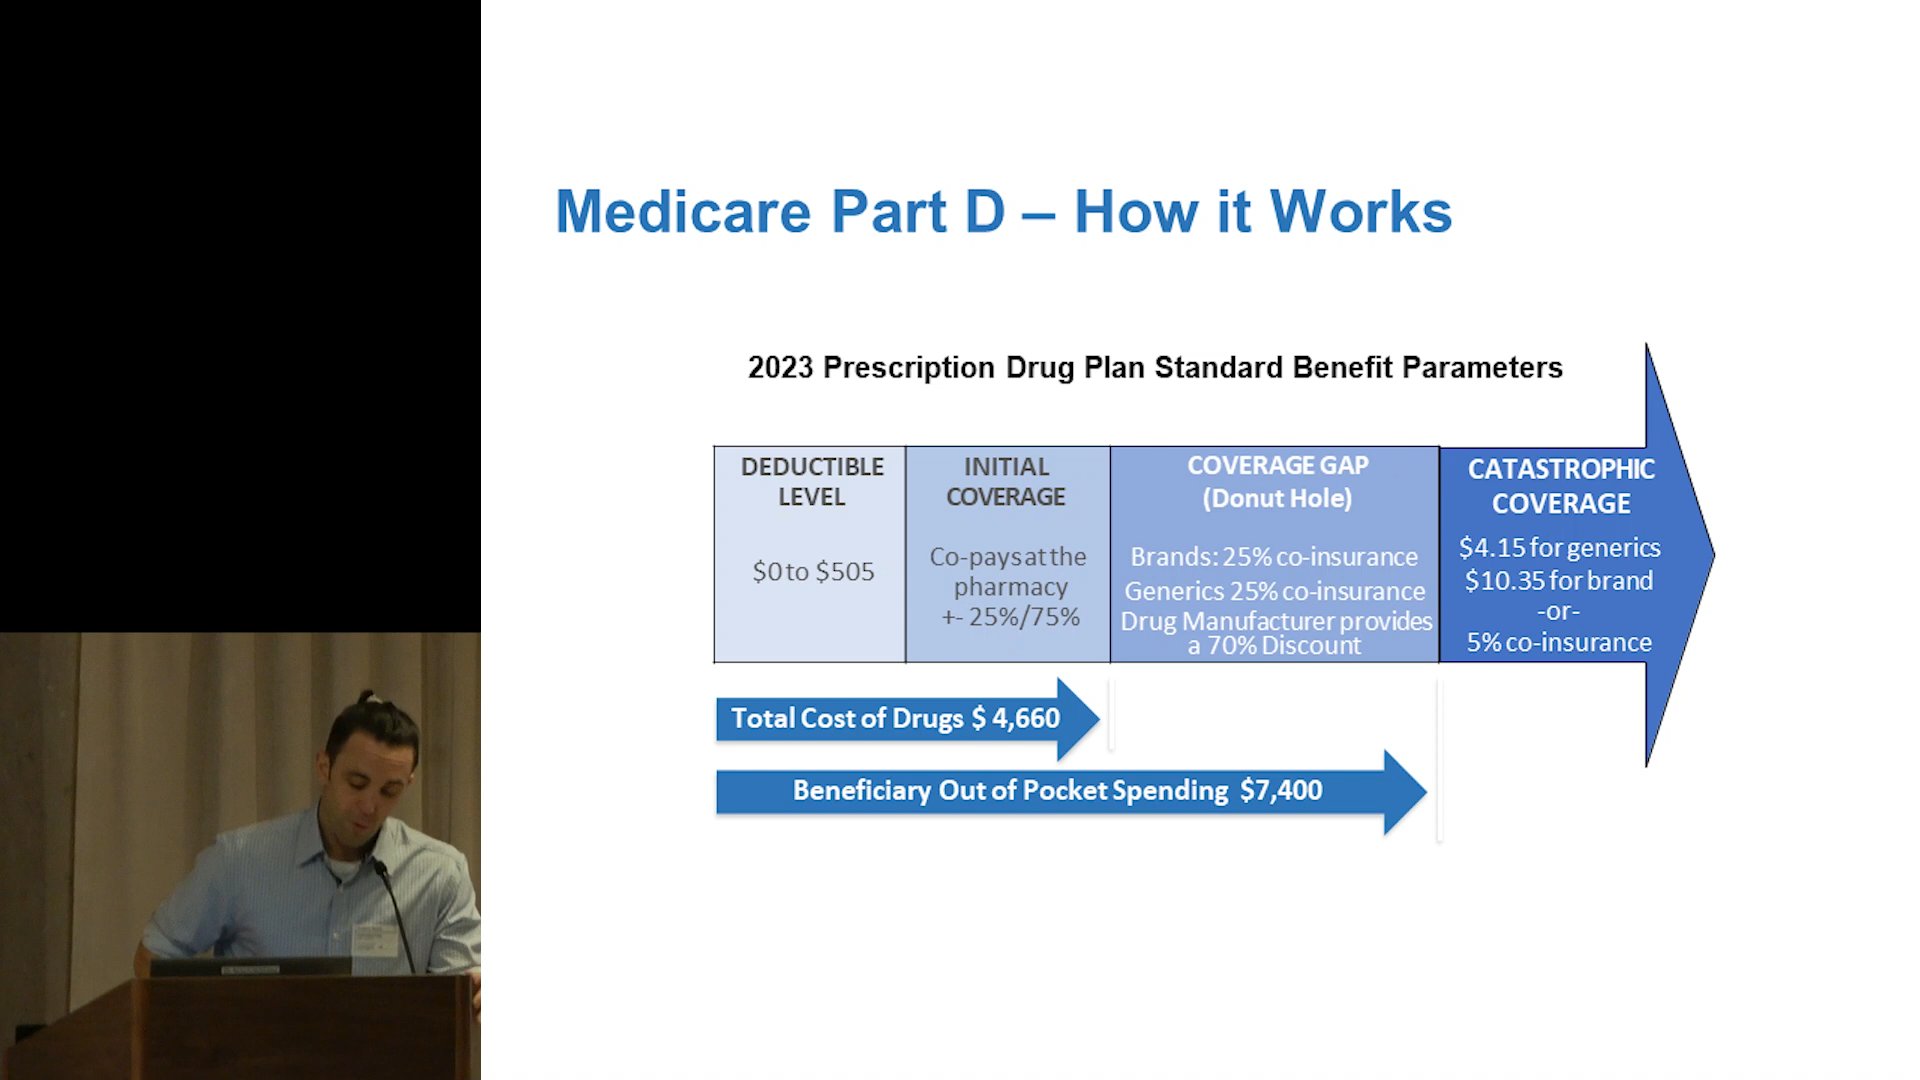 Medicare Part D – How it Works
2023 Prescription Drug Plan Standard Benefit Parameters
DEDUCTIBLE
LEVEL
$0 to $505
INITIAL
COVERAGE
Co-pays at the
pharmacy
+- 25%/75%
COVERAGE GAP
(Donut Hole)
Brands: 25% co-insurance
Generics 25% co-insurance
Drug Manufacturer provides
a 70% Discount
CATASTROPHIC
COVERAGE
$4.15 for generics
$10.35 for brand
-or-
5% co-insurance
Total Cost of Drugs $ 4,660
Beneficiary Out of Pocket Spending $7,400